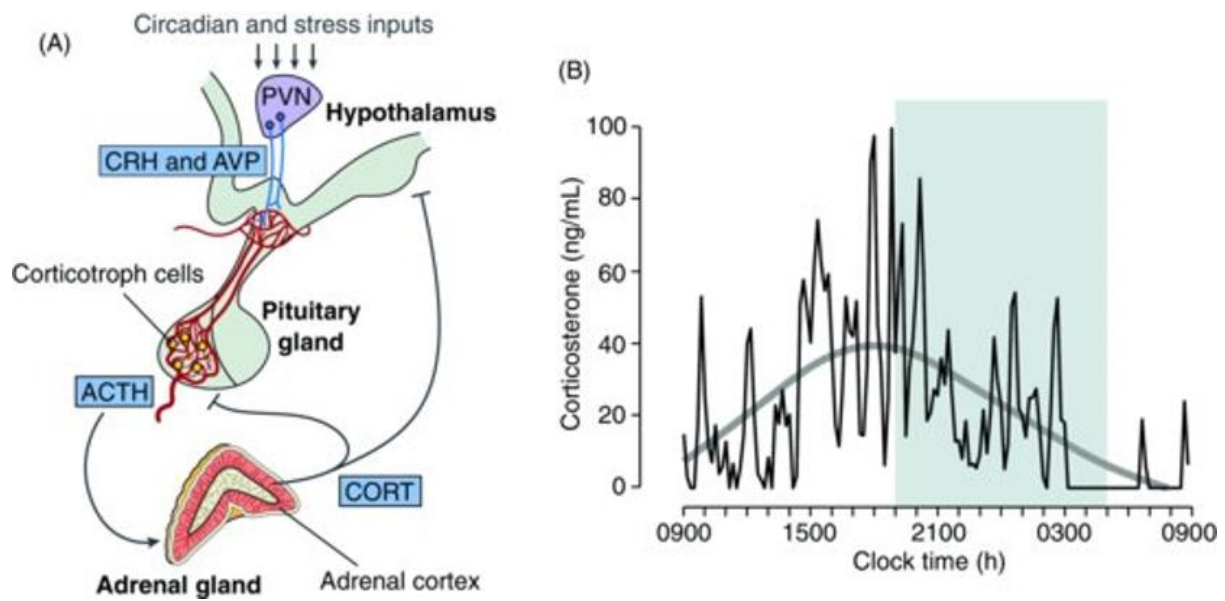 (A)
Circadian and stress inputs
PVN
Hypothalamus
CRH and AVP
Corticotroph cells
Pituitary
gland
ACTH
CORT
Adrenal gland
Adrenal cortex
(B)
Corticosterone (ng/mL)
100
80
60
40
20
0
0900 1500 2100 0300 0900
Clock time (h)